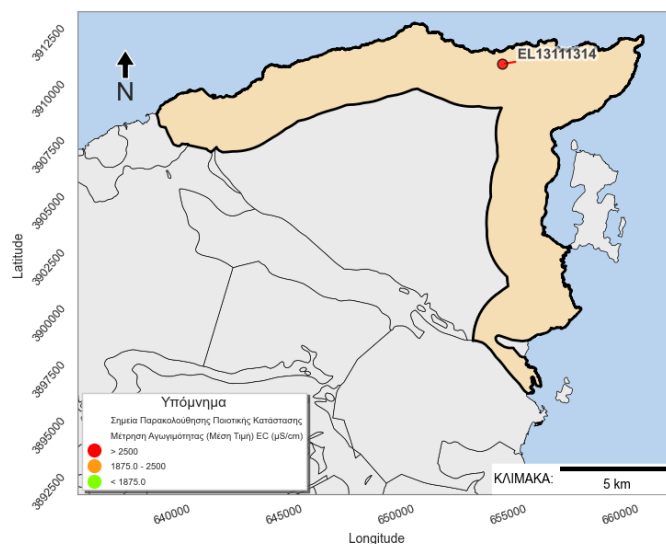 3912500
3910000
3907500
3905000
3902500
3900000
3897500
3895000
3892500
Latitude
N
EL13111314
Υπόμνημα
Σημεία Παρακολούθησης Ποιοτικής Κατάστασης
Μέτρηση Αγωγιμότητας (Μέση Τιμή) EC (μS/cm)
> 2500
1875.0 - 2500
< 1875.0
ΚΛΙΜΑΚΑ:
5 km
640000
645000
650000
655000
660000
Longitude